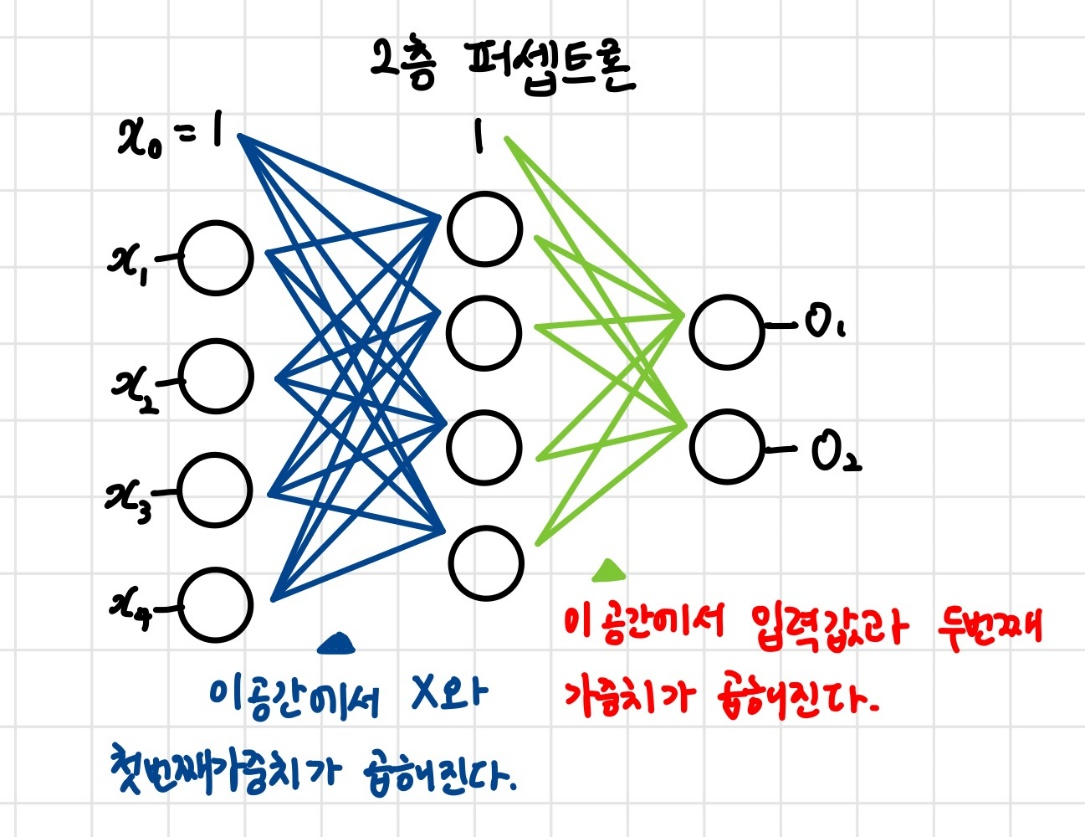 2층 퍼셉트론
x₀ = 1
1
x₁
x₂
x₃
x₄
O₁
O₂
이공간에서 X와
첫번째가중치가 곱해진다.
이 공간에서 입력값과 두번째
가중치가 곱해진다.